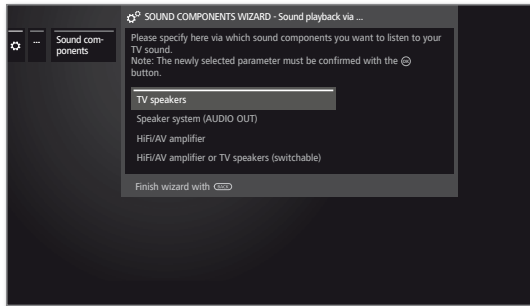 SOUND COMPONENTS WIZARD - Sound playback via ...
...
Sound com-
ponents
Please specify here via which sound components you want to listen to your
TV sound.
Note: The newly selected parameter must be confirmed with the OK
button.
TV speakers
Speaker system (AUDIO OUT)
HiFi/AV amplifier
HiFi/AV amplifier or TV speakers (switchable)
Finish wizard with BACK